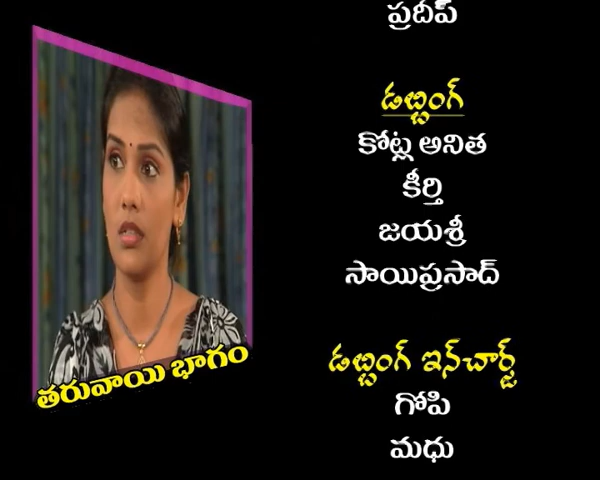 ప్రదీప్
డబ్బింగ్
కోట్ల అనిత
కీర్తి
జయశ్రీ
సాయిప్రసాద్
డబ్బింగ్ ఇన్‌చార్జ్
గోపి
మధు
తరువాయి భాగం